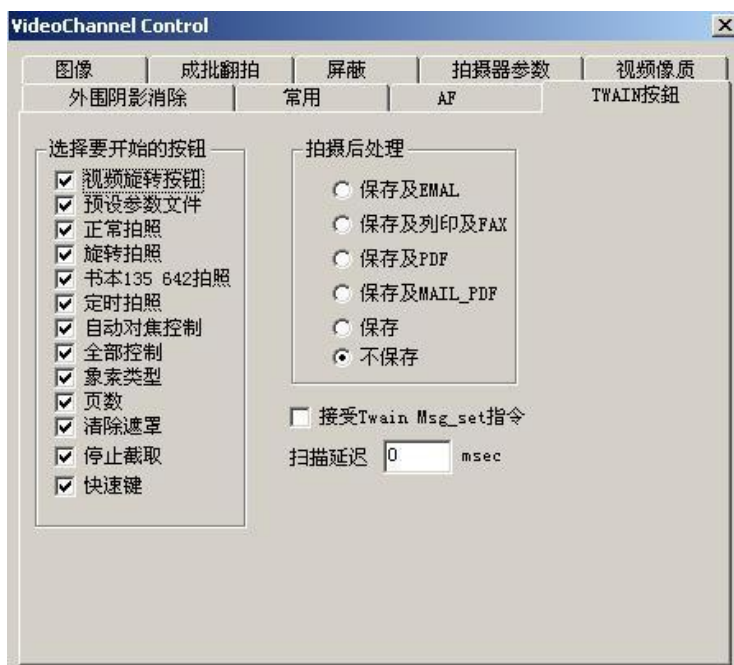 VideoChannel Control
图像 成批翻拍 屏蔽 拍摄器参数 视频像质
外围阴影消除 常用 AF TWAIN按钮
选择要开始的按钮
视频旋转按钮
预设参数文件
正常拍照
旋转拍照
书本135 642拍照
定时拍照
自动对焦控制
全部控制
象素类型
页数
清除遮罩
停止截取
快速键
拍摄后处理
保存及EMAL
保存及列印及FAX
保存及PDF
保存及MAIL_PDF
保存
不保存
接受Twain Msg_set指令
扫描延迟 0 msec